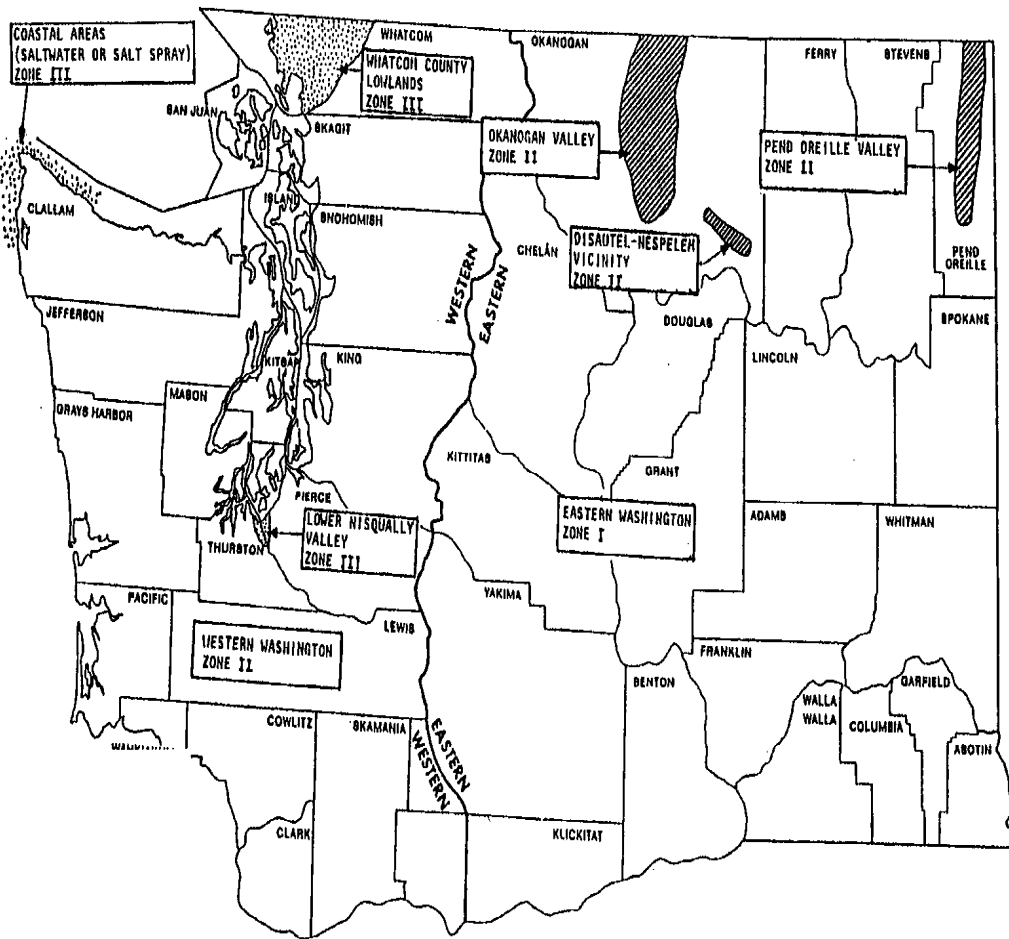 COASTAL AREAS
(SALTWATER OR SALT SPRAY)
ZONE III
WHATCOM
OKANOGAN
FERRY
STEVENS
WHATCOM COUNTY
LOWLANDS
ZONE III
SAN JUAN
SKAGIT
OKANOGAN VALLEY
ZONE II
PEND OREILLE VALLEY
ZONE II
CLALLAM
ISLAND
SNOHOMISH
CHELAN
DISAUTEL-NESPELEM
VICINITY
ZONE II
PEND
OREILLE
WESTERN
EASTERN
JEFFERSON
DOUGLAS
SPOKANE
KITSAP
KING
LINCOLN
MASON
GRAYS HARBOR
KITTITAS
GRANT
PIERCE
LOWER NISQUALLY
VALLEY
ZONE III
EASTERN WASHINGTON
ZONE I
ADAMS
WHITMAN
THURSTON
YAKIMA
PACIFIC
LEWIS
WESTERN WASHINGTON
ZONE II
FRANKLIN
BENTON
GARFIELD
WALLA
WALLA
COLUMBIA
ASOTIN
COWLITZ
SKAMANIA
EASTERN
WESTERN
CLARK
KLICKITAT